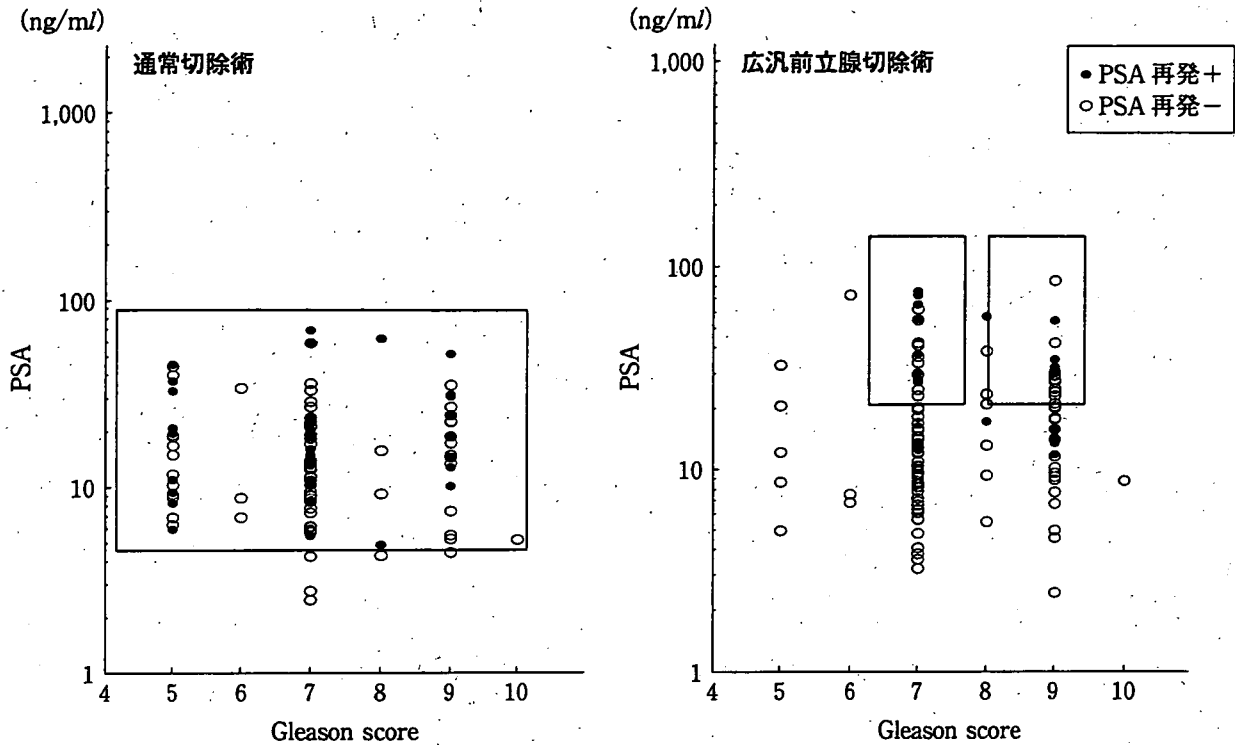 (ng/ml)
通常切除術
1,000
100
10
1
PSA
4 5 6 7 8 9 10
Gleason score
(ng/ml)
広汎前立腺切除術
1,000
100
10
1
PSA
4 5 6 7 8 9 10
Gleason score
● PSA 再発＋
○ PSA 再発－